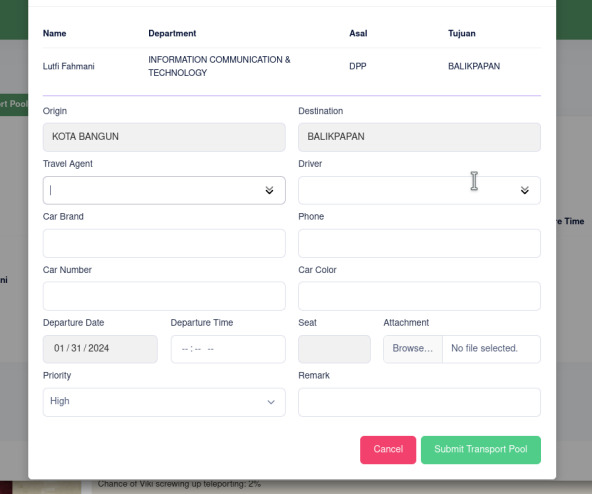 Name Department Asal Tujuan
Lutfi Fahmani INFORMATION COMMUNICATION & TECHNOLOGY DPP BALIKPAPAN
Origin Destination
KOTA BANGUN BALIKPAPAN
Travel Agent Driver
Car Brand Phone
Car Number Car Color
Departure Date Departure Time Seat Attachment
01 / 31 / 2024 -- : -- -- Browse... No file selected.
Priority Remark
High
Cancel Submit Transport Pool
rt Pool
e Time
ni
Chance of Viki screwing up teleporting: 2%